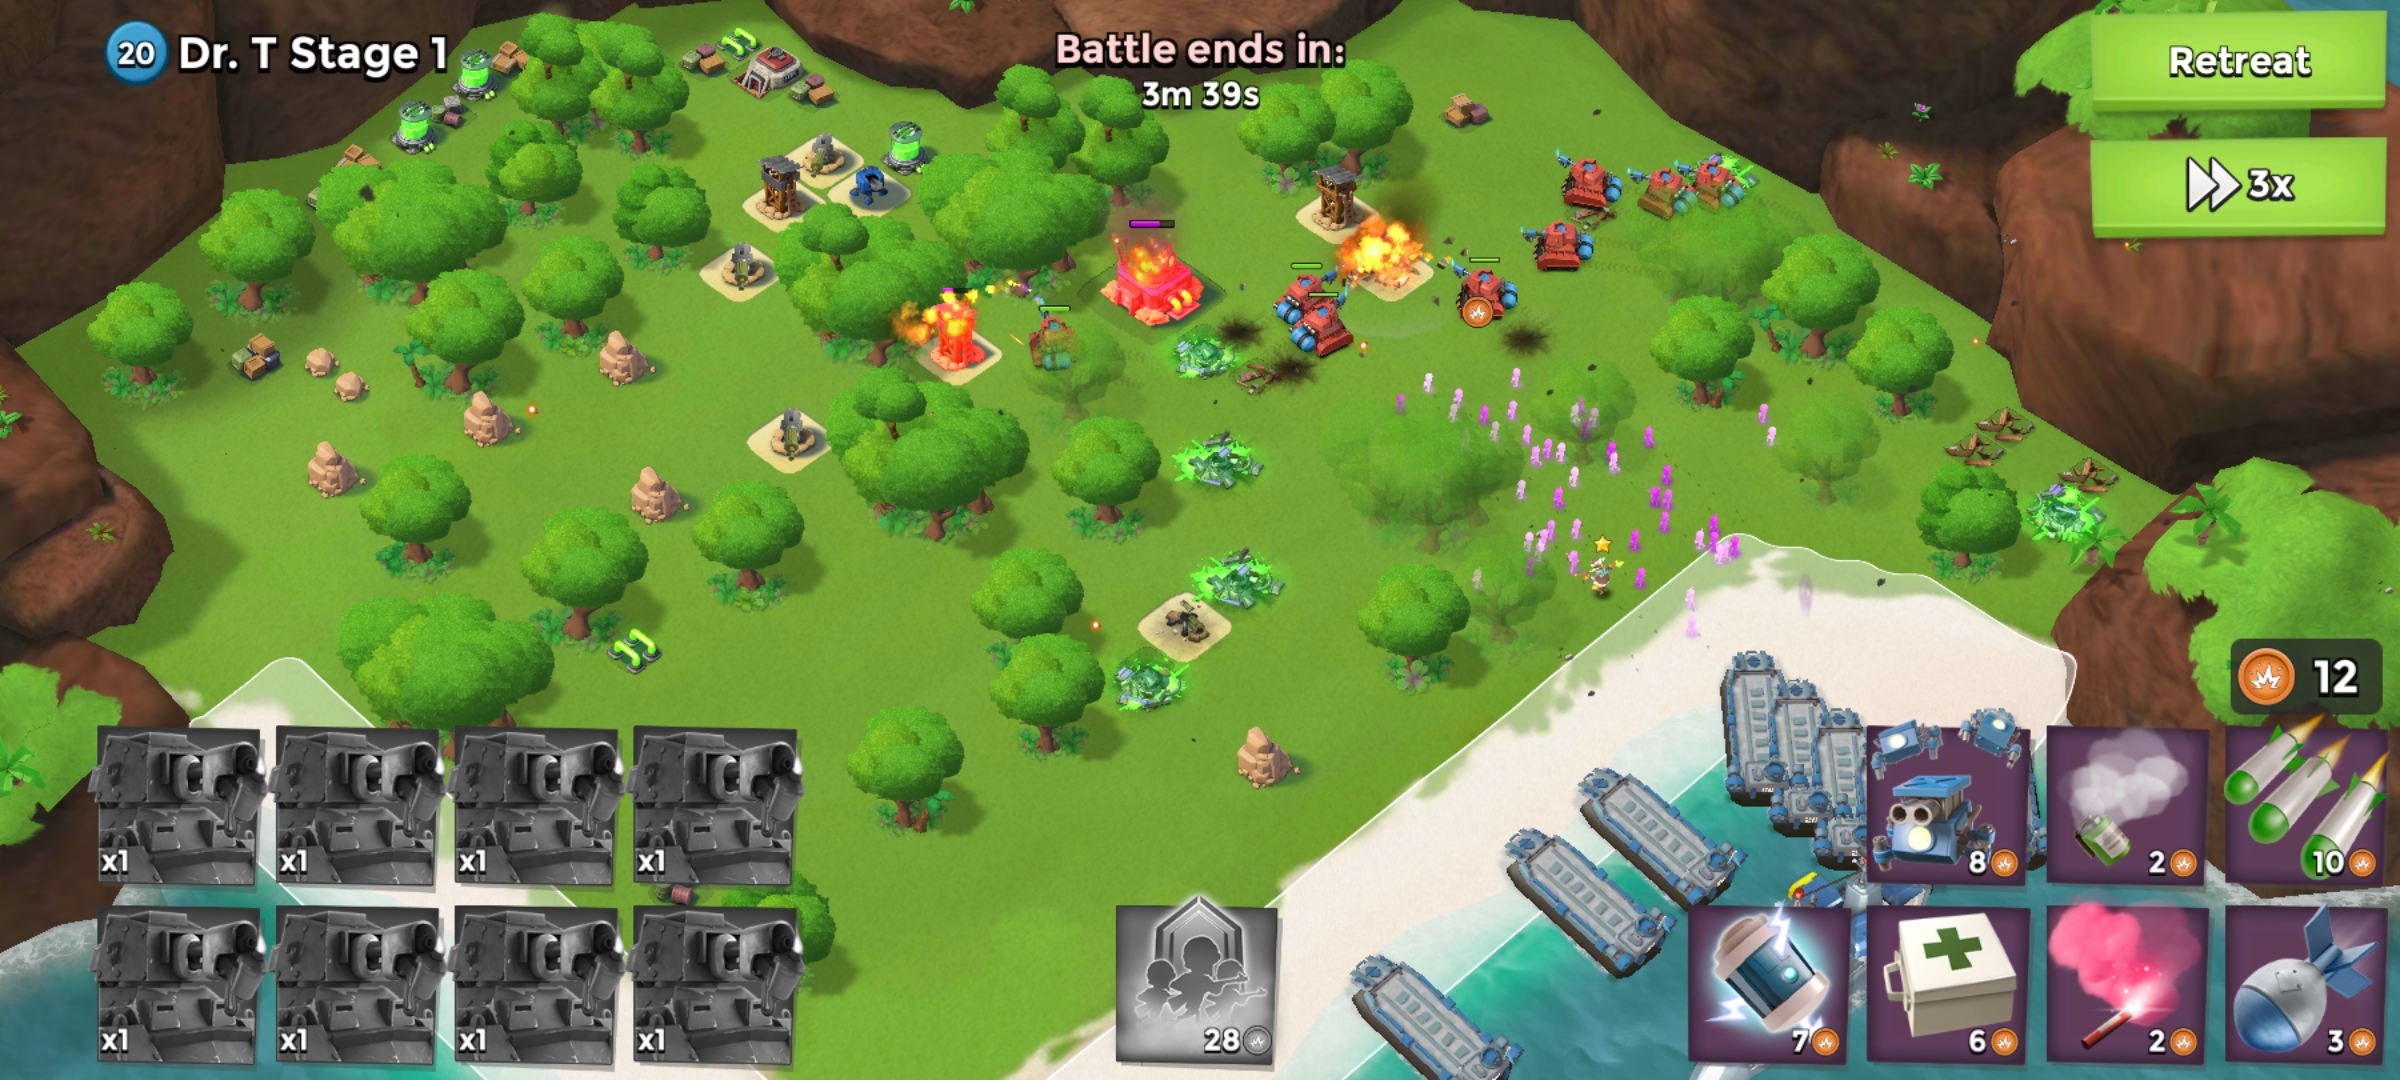 20 Dr. T Stage 1
Battle ends in:
3m 39s
Retreat
3x
12
x1 x1 x1 x1
8 2 10
x1 x1 x1 x1
28
7 6 2 3